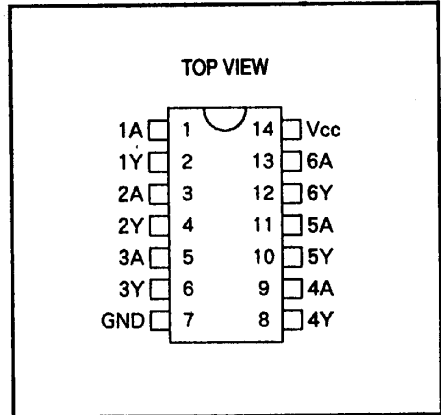 TOP VIEW
1A 1 14 Vcc
1Y 2 13 6A
2A 3 12 6Y
2Y 4 11 5A
3A 5 10 5Y
3Y 6 9 4A
GND 7 8 4Y